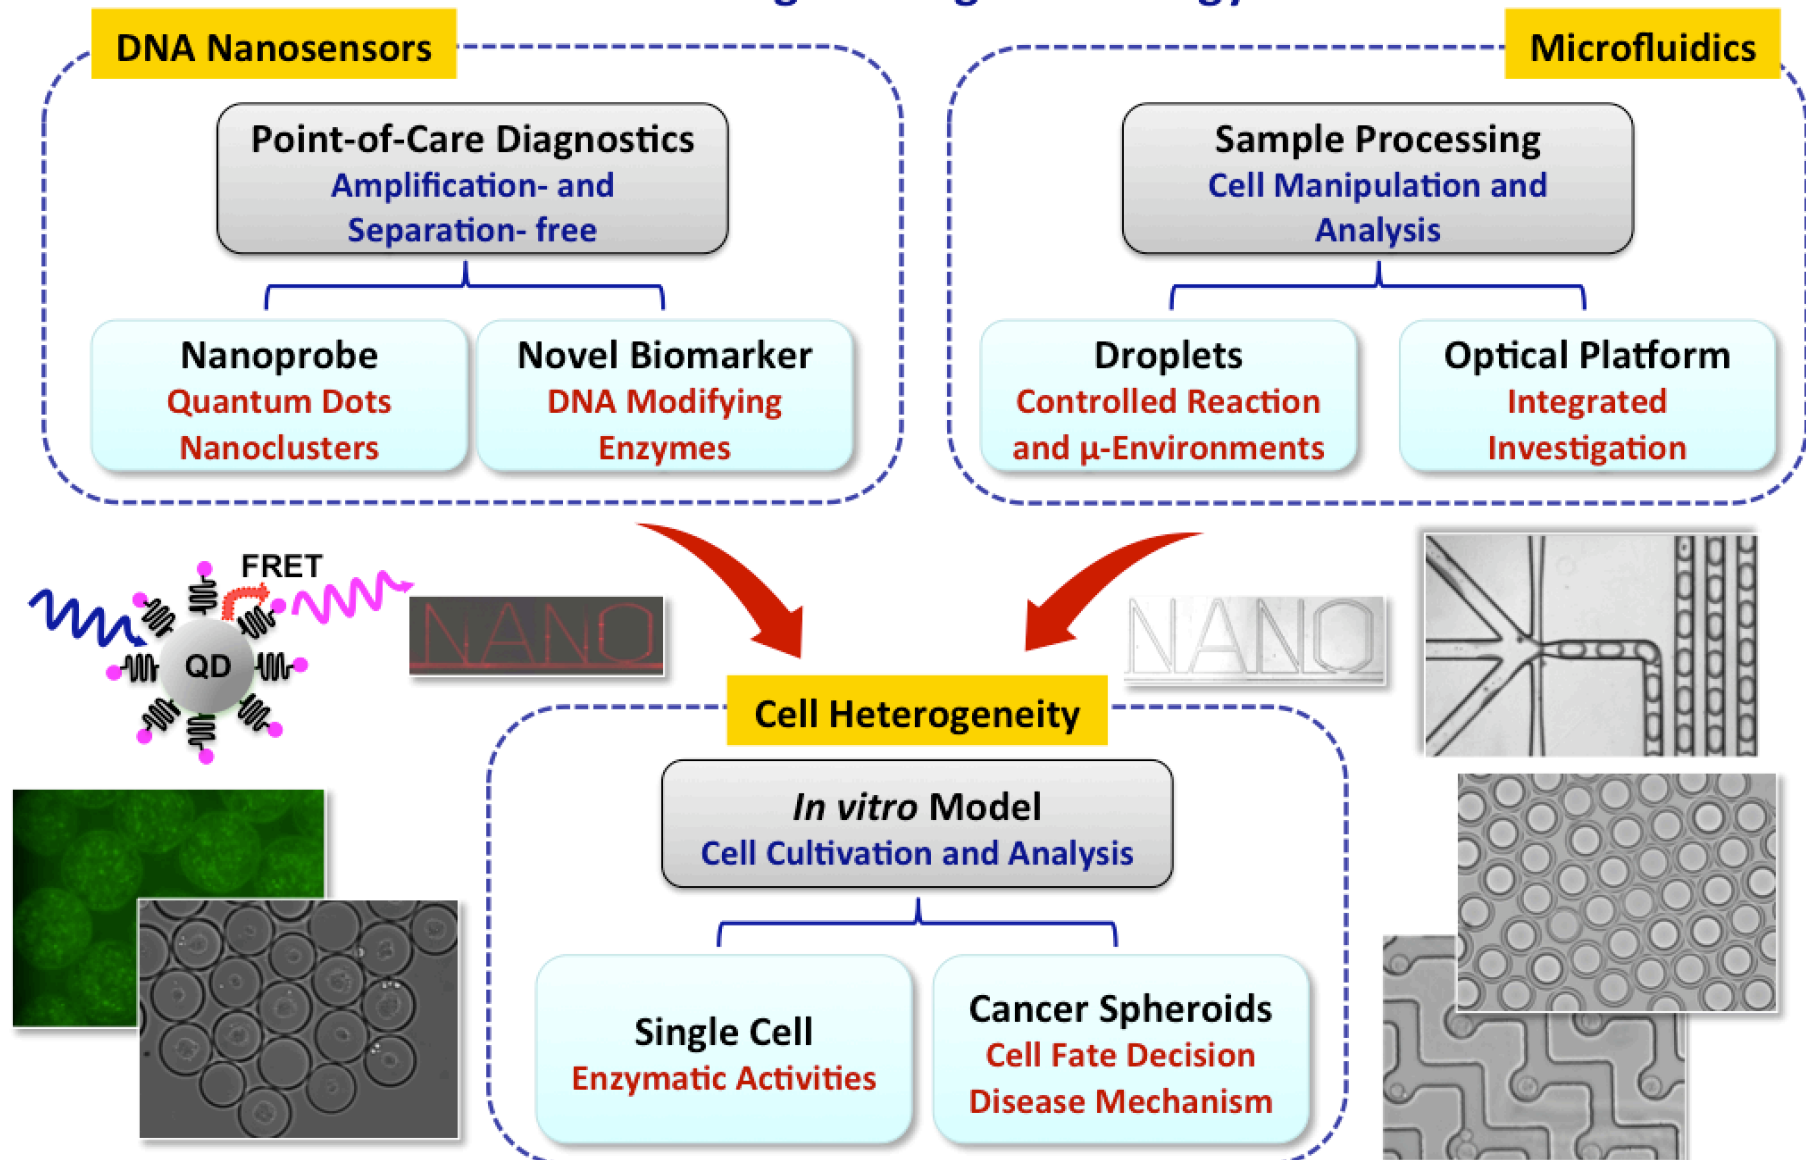 DNA Nanosensors
Point-of-Care Diagnostics
Amplification- and
Separation- free
Nanoprobe
Quantum Dots
Nanoclusters
Novel Biomarker
DNA Modifying
Enzymes
Microfluidics
Sample Processing
Cell Manipulation and
Analysis
Droplets
Controlled Reaction
and µ-Environments
Optical Platform
Integrated
Investigation
FRET
QD
NANO
NANO
Cell Heterogeneity
In vitro Model
Cell Cultivation and Analysis
Single Cell
Enzymatic Activities
Cancer Spheroids
Cell Fate Decision
Disease Mechanism